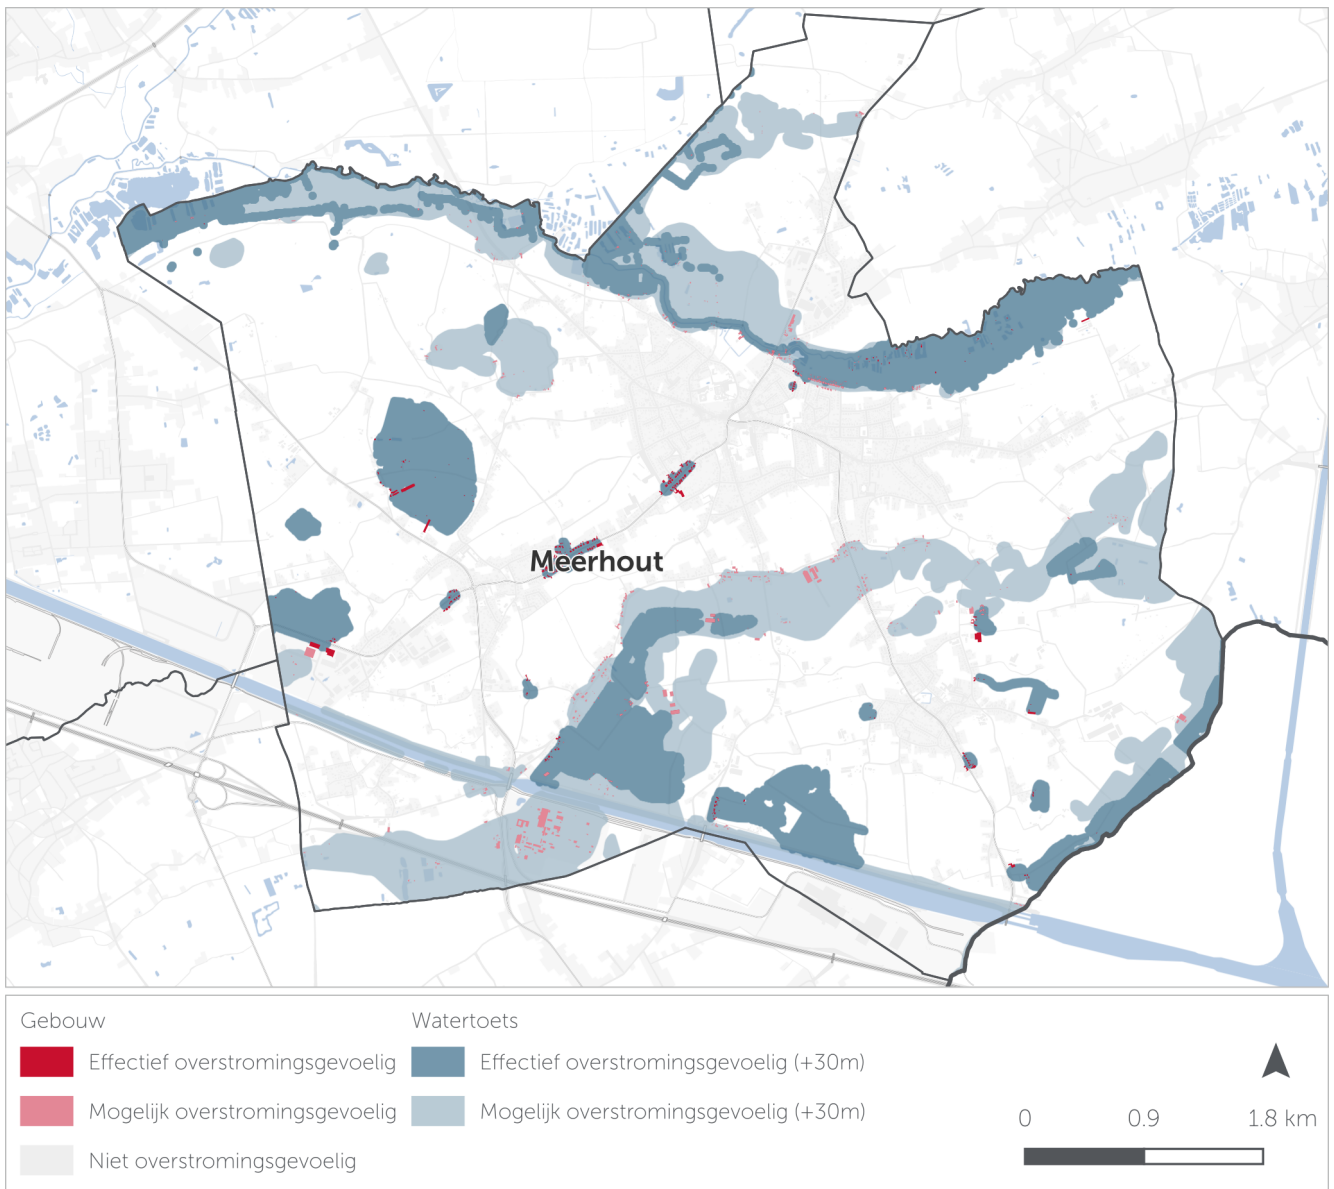 Meerhout
Gebouw
Effectief overstromingsgevoelig
Mogelijk overstromingsgevoelig
Niet overstromingsgevoelig
Watertoets
Effectief overstromingsgevoelig (+30m)
Mogelijk overstromingsgevoelig (+30m)
0 0.9 1.8 km